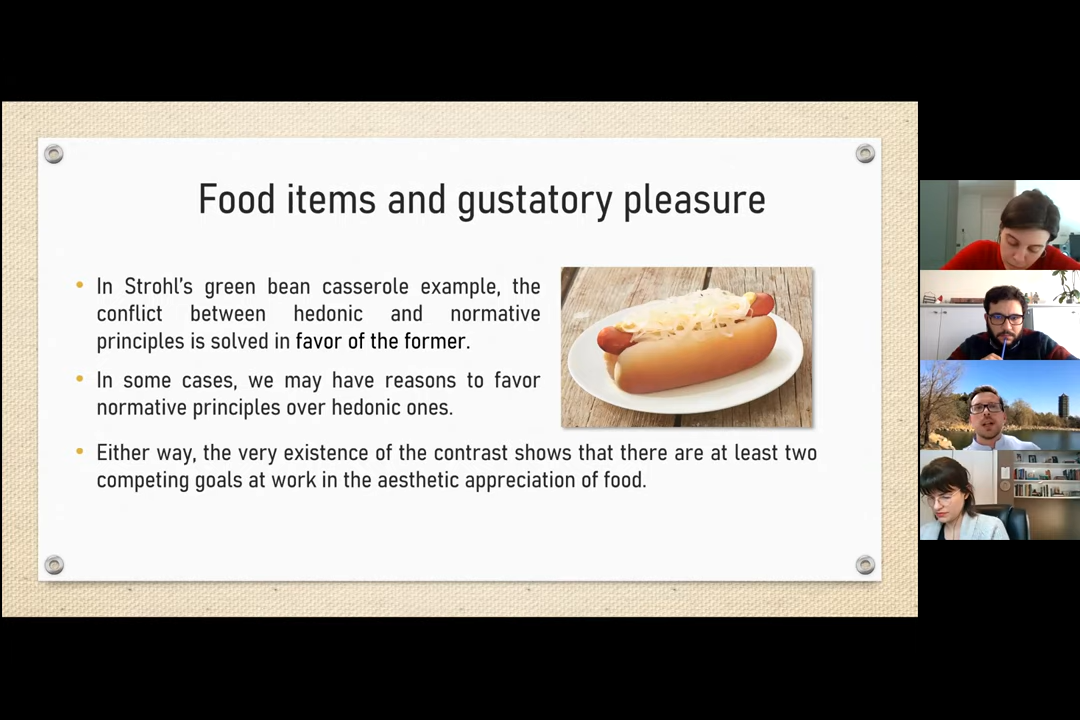 Food items and gustatory pleasure
• In Strohl's green bean casserole example, the
conflict between hedonic and normative
principles is solved in favor of the former.
• In some cases, we may have reasons to favor
normative principles over hedonic ones.
• Either way, the very existence of the contrast shows that there are at least two
competing goals at work in the aesthetic appreciation of food.